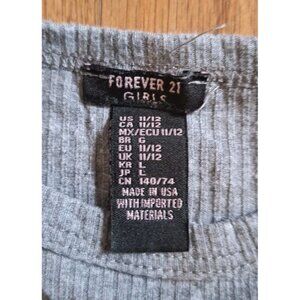 FOREVER 21
GIRLS
US 11/12
CA 11/12
MX/ECU 11/12
BR G
EU 11/12
UK 11/12
KR L
JP L
CN 140/74
MADE IN USA
WITH IMPORTED
MATERIALS